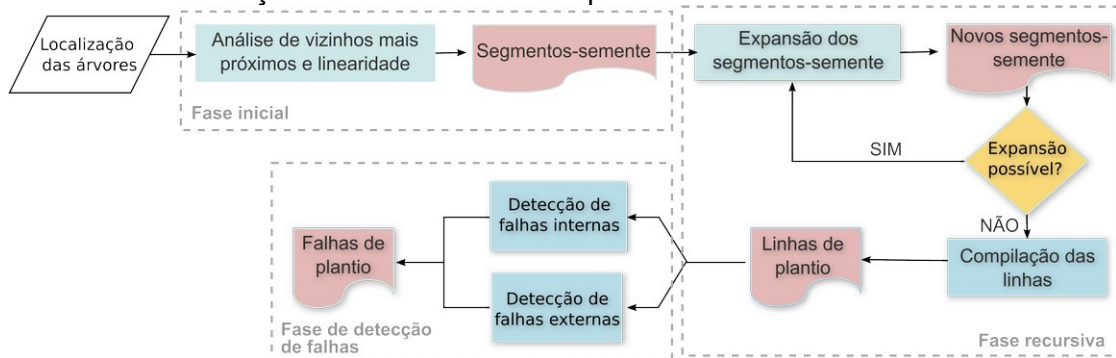 Localização
das árvores
Análise de vizinhos mais
próximos e linearidade
Segmentos-semente
Fase inicial
Expansão dos
segmentos-semente
Novos segmentos-
semente
Expansão
possível?
SIM
NÃO
Compilação das
linhas
Linhas de
plantio
Fase recursiva
Detecção de
falhas internas
Detecção de
falhas externas
Falhas de
plantio
Fase de detecção
de falhas